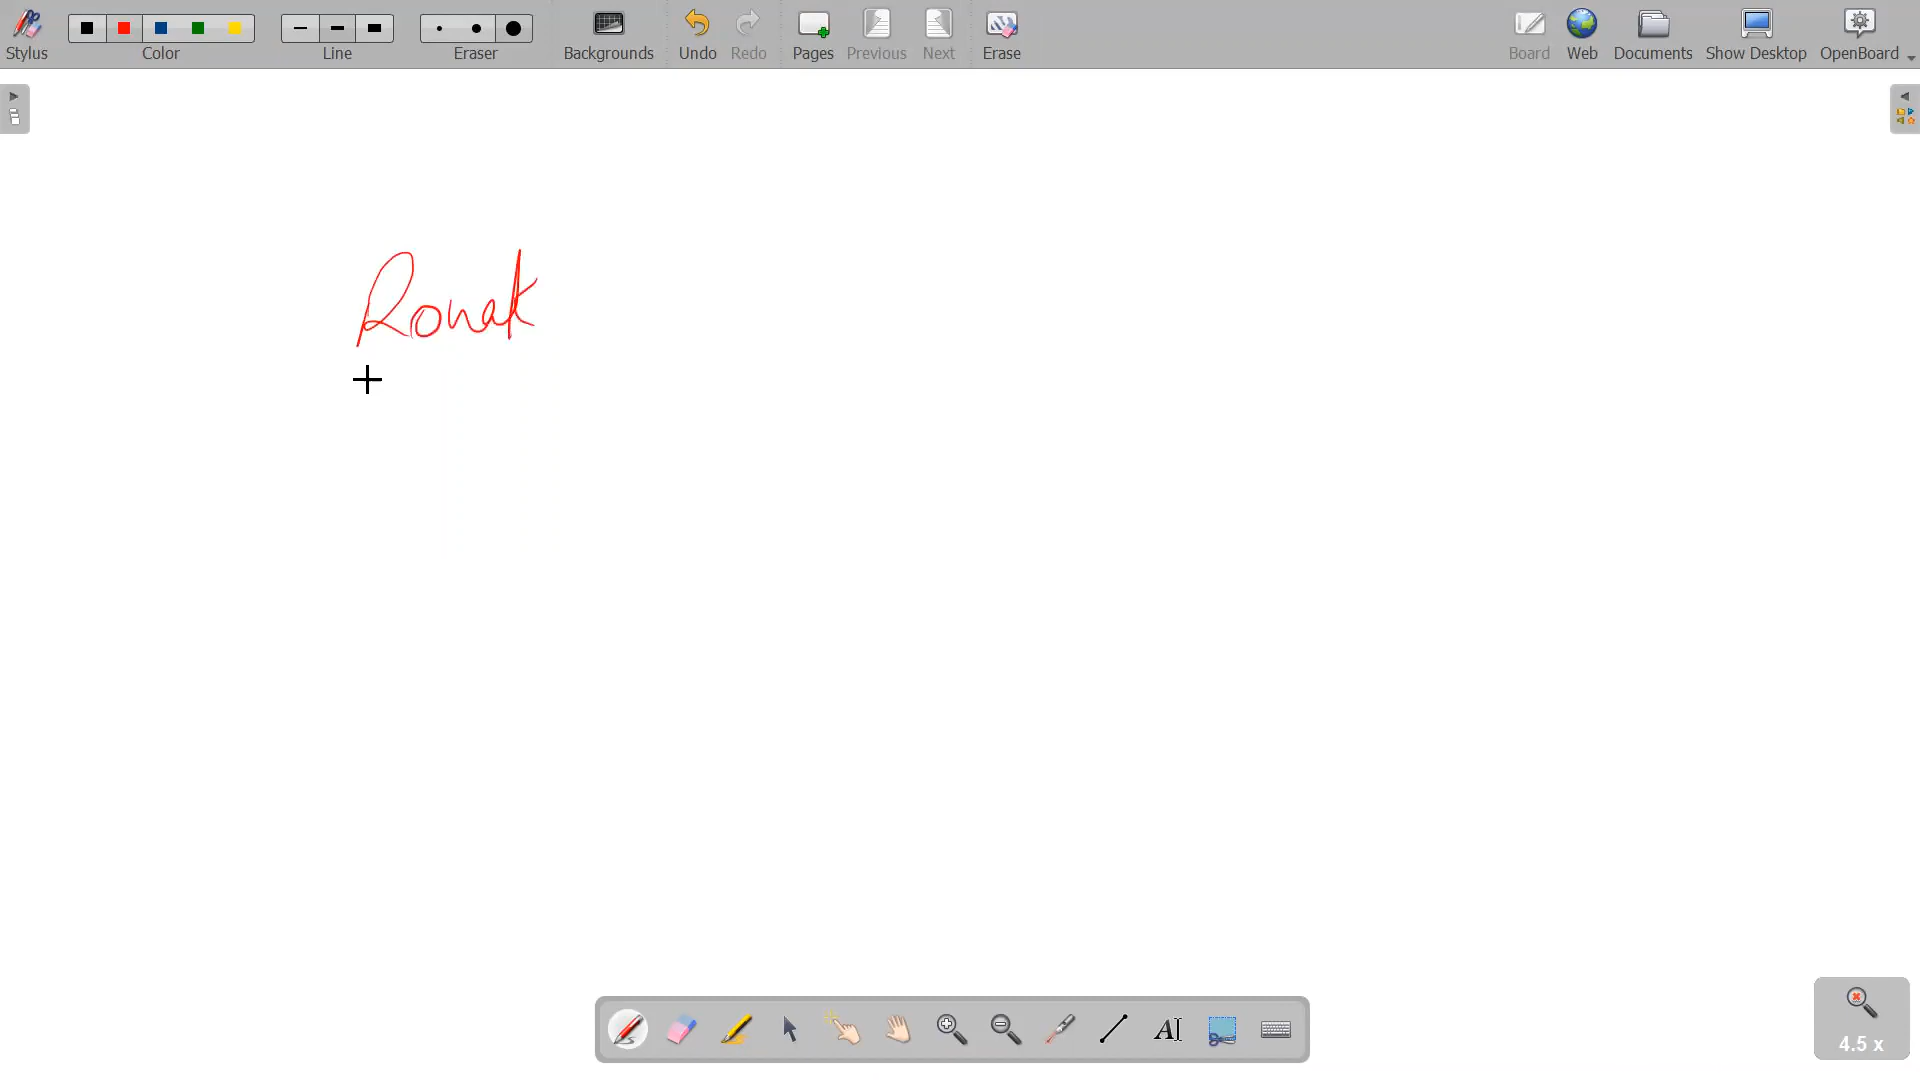 Stylus Color Line Eraser Backgrounds Undo Redo Pages Previous Next Erase Board Web Documents Show Desktop OpenBoard
Ronak
4.5 x